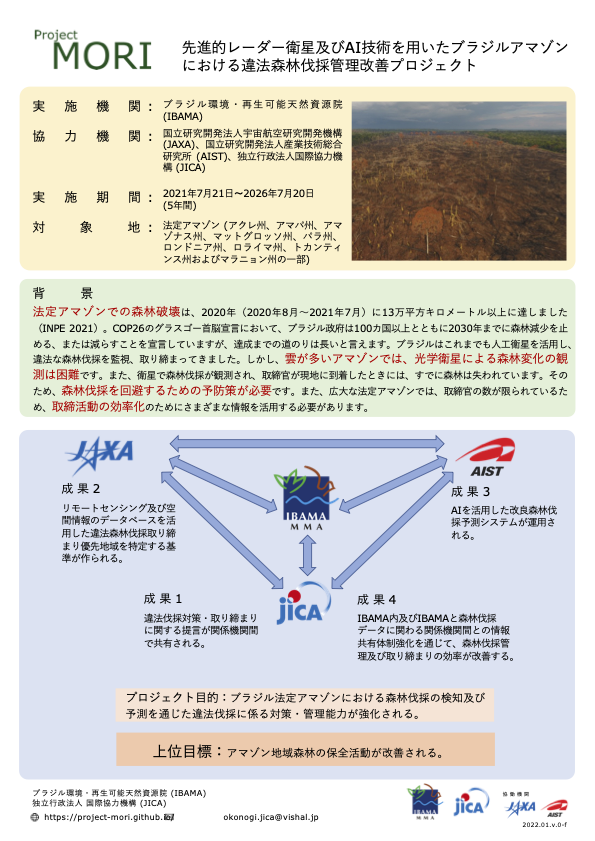 Project
MORI
先進的レーダー衛星及びAI技術を用いたブラジルアマゾン
における違法森林伐採管理改善プロジェクト
実施機関：
ブラジル環境・再生可能天然資源院
(IBAMA)
協力機関：
国立研究開発法人宇宙航空研究開発機構
(JAXA)、国立研究開発法人産業技術総合
研究所 (AIST)、独立行政法人国際協力機
構 (JICA)
実施期間：
2021年7月21日～2026年7月20日
(5年間)
対象地：
法定アマゾン (アクレ州、アマパ州、アマ
ゾナス州、マットグロッソ州、パラ州、
ロンドニア州、ロライマ州、トカンティ
ンス州およびマラニョン州の一部)
背景
法定アマゾンでの森林破壊は、2020年（2020年8月～2021年7月）に13万平方キロメートル以上に達しました
（INPE 2021）。COP26のグラスゴー首脳宣言において、ブラジル政府は100カ国以上とともに2030年までに森林減少を止
める、または減らすことを宣言していますが、達成までの道のりは長いと言えます。ブラジルはこれまでも人工衛星を活用し、
違法な森林伐採を監視、取り締まってきました。しかし、雲が多いアマゾンでは、光学衛星による森林変化の観
測は困難です。また、衛星で森林伐採が観測され、取締官が現地に到着したときには、すでに森林は失われています。そ
のため、森林伐採を回避するための予防策が必要です。また、広大な法定アマゾンでは、取締官の数が限られているた
め、取締活動の効率化のためにさまざまな情報を活用する必要があります。
JAXA
AIST
成果2
リモートセンシング及び空
間情報のデータベースを活
用した違法森林伐採取り締
まり優先地域を特定する基
準が作られる。
IBAMA
MMA
成果3
AIを活用した改良森林伐
採予測システムが運用さ
れる。
成果1
違法伐採対策・取り締まり
に関する提言が関係機関間
で共有される。
JICA
成果4
IBAMA内及びIBAMAと森林伐採
データに関わる関係機関間との情報
共有体制強化を通じて、森林伐採管
理及び取り締まりの効率が改善する。
プロジェクト目的：ブラジル法定アマゾンにおける森林伐採の検知及び
予測を通じた違法伐採に係る対策・管理能力が強化される。
上位目標：アマゾン地域森林の保全活動が改善される。
ブラジル環境・再生可能天然資源院 (IBAMA)
独立行政法人 国際協力機構 (JICA)
https://project-mori.github.io/
okonogi.jica@vishal.jp
IBAMA
MMA
JICA
協働機関
JAXA
AIST
2022.01.v.0-f